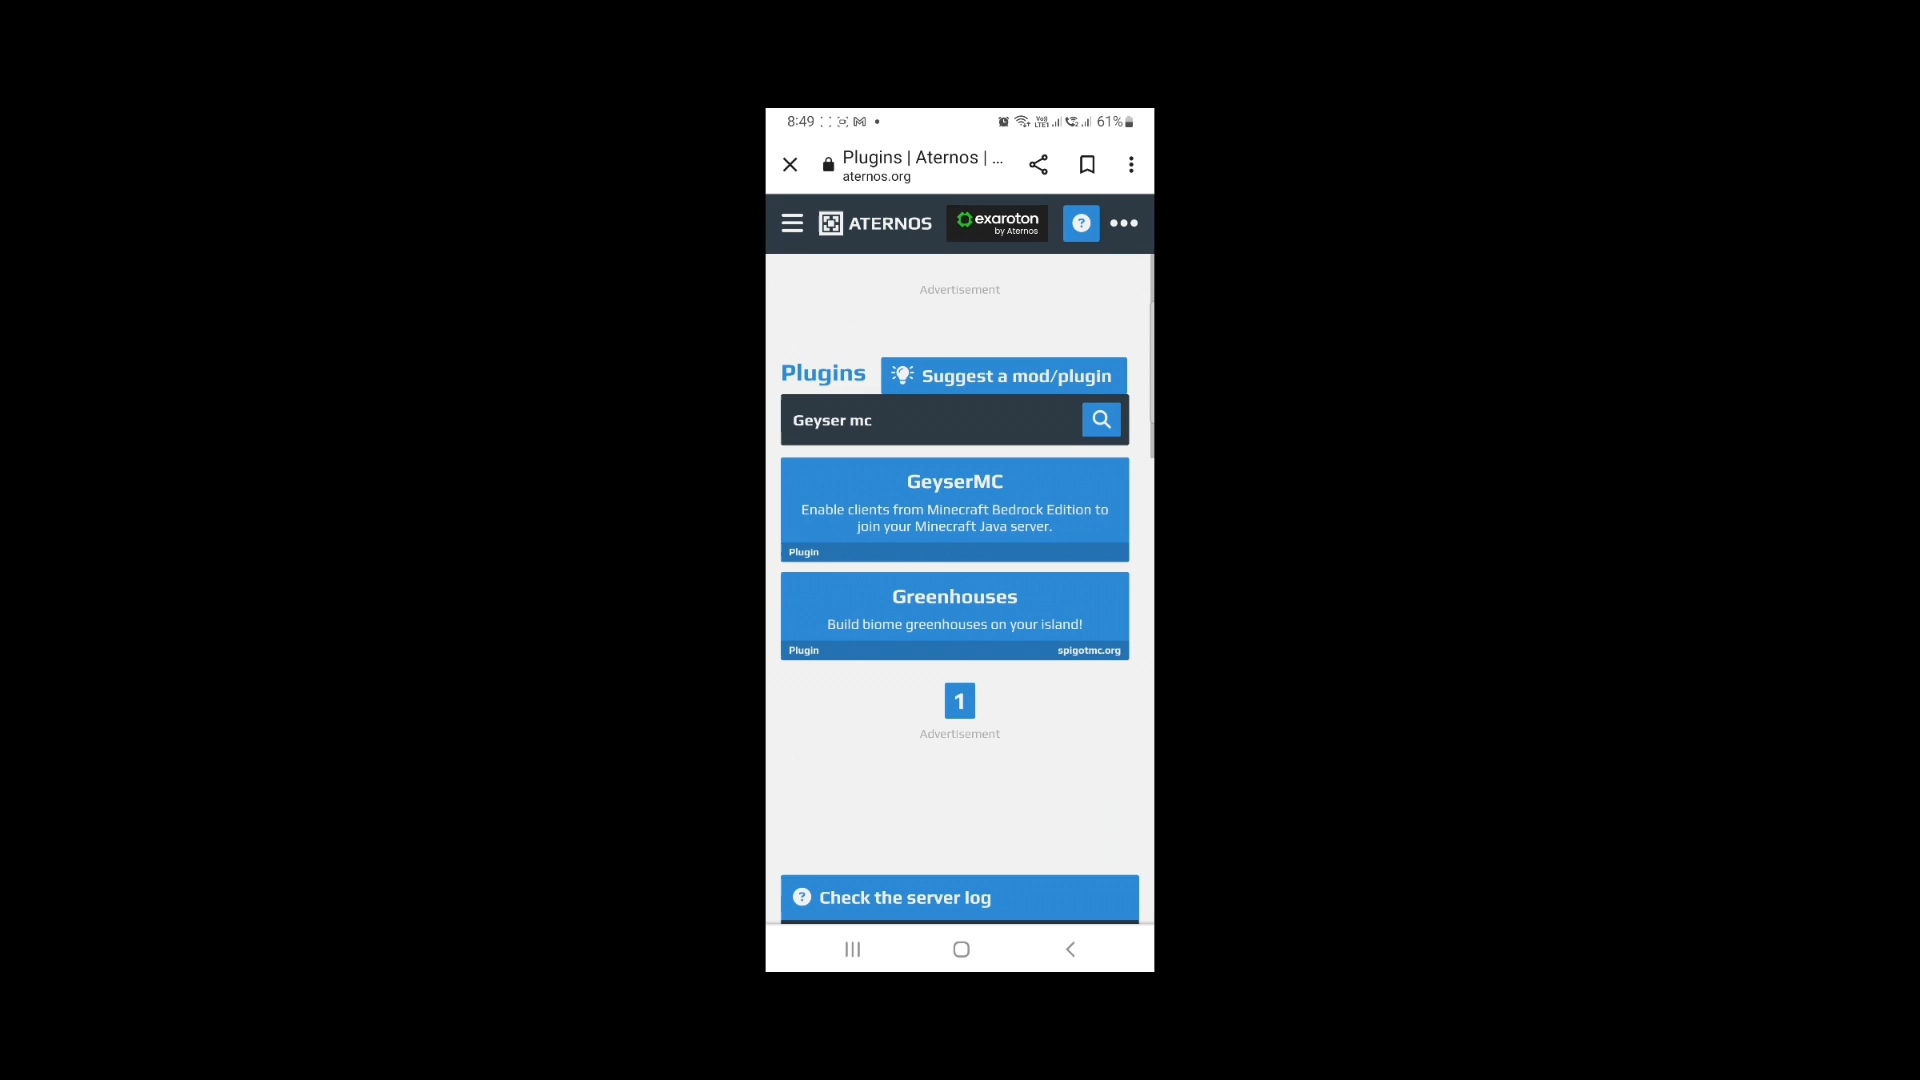 8:49
61%
Plugins | Aternos | ...
aternos.org
ATERNOS
exaroton
by Aternos
?
Advertisement
Plugins
Suggest a mod/plugin
Geyser mc
GeyserMC
Enable clients from Minecraft Bedrock Edition to
join your Minecraft Java server.
Plugin
Greenhouses
Build biome greenhouses on your island!
Plugin
spigotmc.org
1
Advertisement
? Check the server log